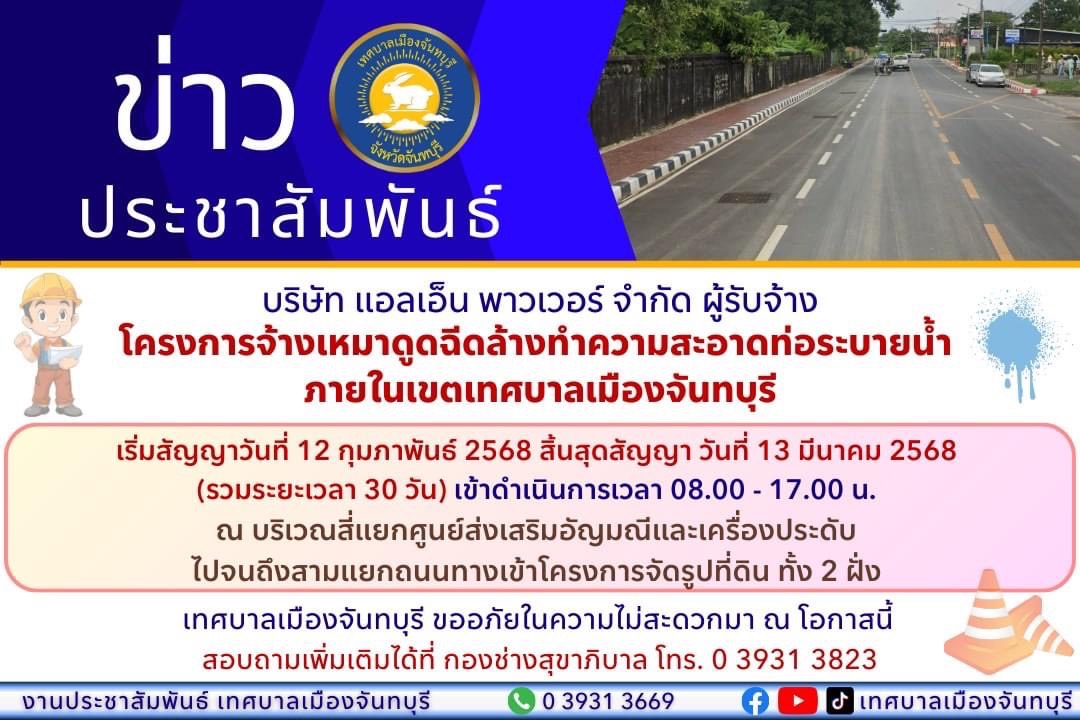 ข่าว
เทศบาลเมืองจันทบุรี
จังหวัดจันทบุรี
ประชาสัมพันธ์
บริษัท แอลเอ็น พาวเวอร์ จำกัด ผู้รับจ้าง
โครงการจ้างเหมาดูดฉีดล้างทำความสะอาดท่อระบายน้ำ
ภายในเขตเทศบาลเมืองจันทบุรี
เริ่มสัญญาวันที่ 12 กุมภาพันธ์ 2568 สิ้นสุดสัญญา วันที่ 13 มีนาคม 2568
(รวมระยะเวลา 30 วัน) เข้าดำเนินการเวลา 08.00 - 17.00 น.
ณ บริเวณสี่แยกศูนย์ส่งเสริมอัญมณีและเครื่องประดับ
ไปจนถึงสามแยกถนนทางเข้าโครงการจัดรูปที่ดิน ทั้ง 2 ฝั่ง
เทศบาลเมืองจันทบุรี ขออภัยในความไม่สะดวกมา ณ โอกาสนี้
สอบถามเพิ่มเติมได้ที่ กองช่างสุขาภิบาล โทร. 0 3931 3823
งานประชาสัมพันธ์ เทศบาลเมืองจันทบุรี 0 3931 3669 เทศบาลเมืองจันทบุรี